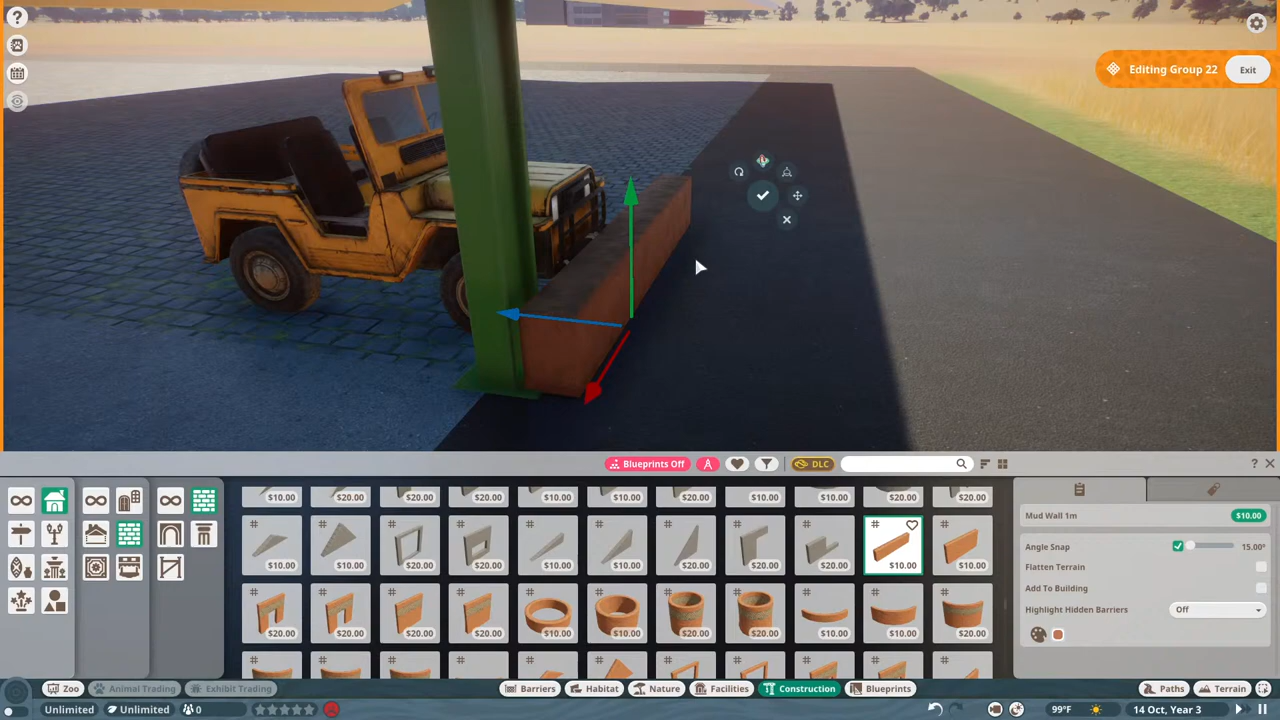 ?
Editing Group 22
Exit
Blueprints Off
DLC
?
$10.00 $20.00 $20.00 $20.00 $10.00 $10.00 $20.00 $10.00 $10.00 $20.00 $20.00
$10.00 $20.00 $20.00 $20.00 $10.00 $10.00 $20.00 $20.00 $20.00 $10.00 $10.00
$20.00 $20.00 $20.00 $20.00 $10.00 $20.00 $20.00 $20.00 $10.00 $10.00 $20.00
Mud Wall 1m
$10.00
Angle Snap
15.00°
Flatten Terrain
Add To Building
Highlight Hidden Barriers
Off
Zoo
Animal Trading
Exhibit Trading
Barriers
Habitat
Nature
Facilities
Construction
Blueprints
Paths
Terrain
Unlimited
Unlimited
0
99°F
14 Oct, Year 3